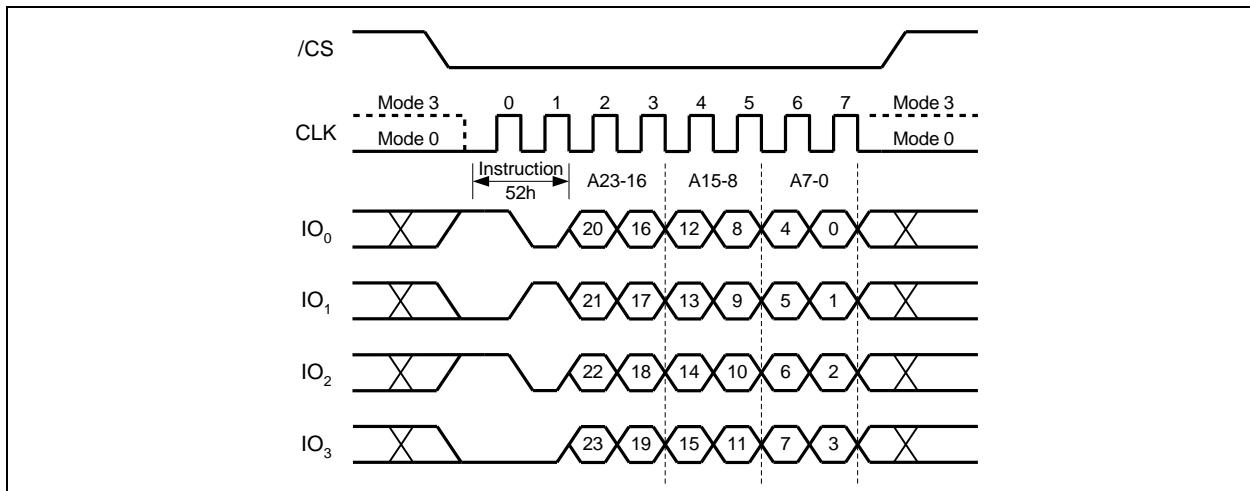 /CS
Mode 3 0 1 2 3 4 5 6 7 Mode 3
CLK
Mode 0 Mode 0
Instruction
52h
A23-16 A15-8 A7-0
IO0 20 16 12 8 4 0
IO1 21 17 13 9 5 1
IO2 22 18 14 10 6 2
IO3 23 19 15 11 7 3